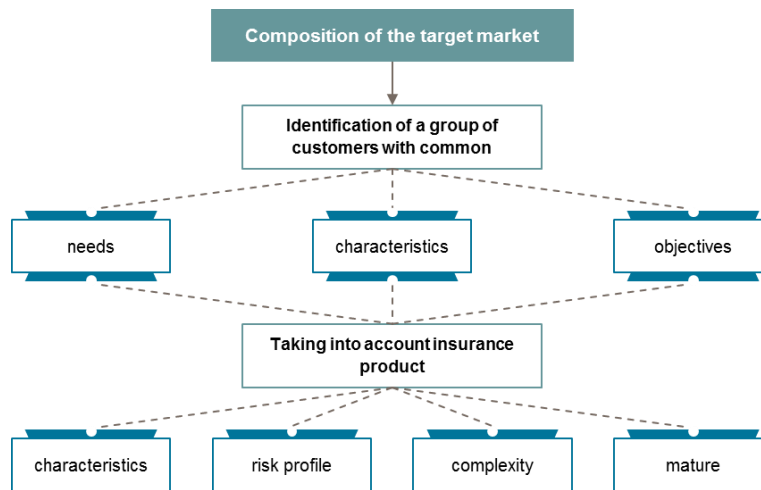 Composition of the target market
Identification of a group of
customers with common
needs
characteristics
objectives
Taking into account insurance
product
characteristics
risk profile
complexity
mature